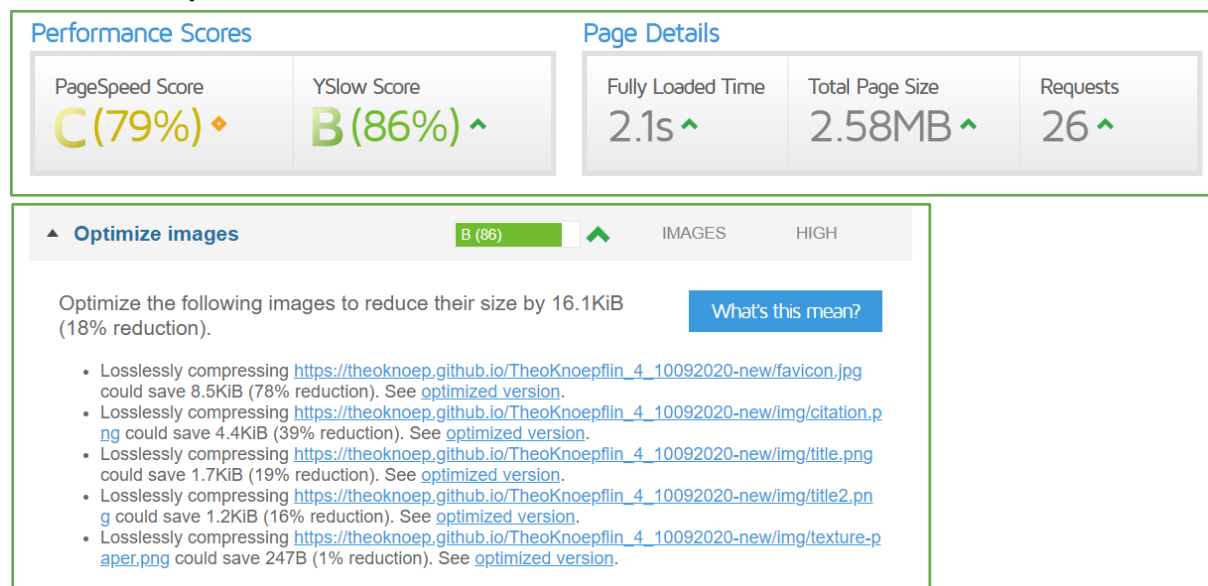 Performance Scores
Page Details
PageSpeed Score
YSlow Score
Fully Loaded Time
Total Page Size
Requests
C (79%)
B (86%)
2.1s
2.58MB
26
Optimize images
B (86)
IMAGES
HIGH
Optimize the following images to reduce their size by 16.1KiB
(18% reduction).
What's this mean?
• Losslessly compressing https://theoknoep.github.io/TheoKnoepflin_4_10092020-new/favicon.jpg
could save 8.5KiB (78% reduction). See optimized version.
• Losslessly compressing https://theoknoep.github.io/TheoKnoepflin_4_10092020-new/img/citation.p
ng could save 4.4KiB (39% reduction). See optimized version.
• Losslessly compressing https://theoknoep.github.io/TheoKnoepflin_4_10092020-new/img/title.png
could save 1.7KiB (19% reduction). See optimized version.
• Losslessly compressing https://theoknoep.github.io/TheoKnoepflin_4_10092020-new/img/title2.pn
g could save 1.2KiB (16% reduction). See optimized version.
• Losslessly compressing https://theoknoep.github.io/TheoKnoepflin_4_10092020-new/img/texture-p
aper.png could save 247B (1% reduction). See optimized version.